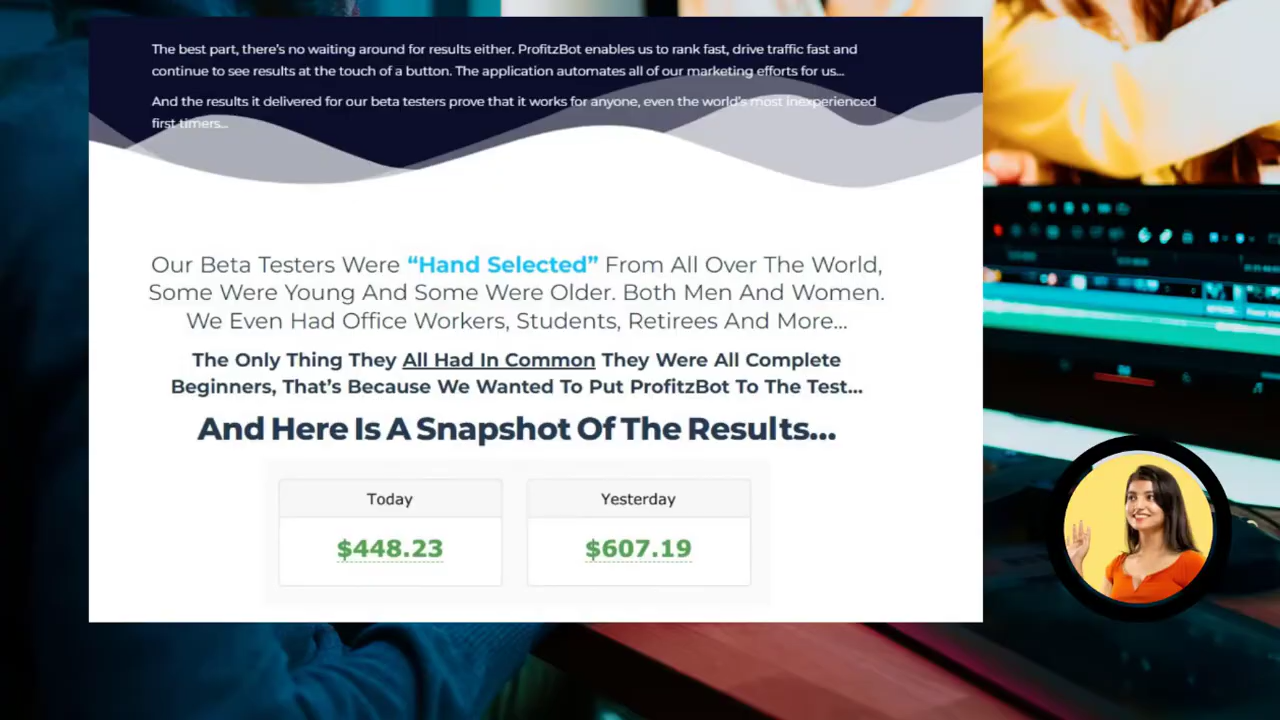 The best part, there's no waiting around for results either. ProfitzBot enables us to rank fast, drive traffic fast and
continue to see results at the touch of a button. The application automates all of our marketing efforts for us...
And the results it delivered for our beta testers prove that it works for anyone, even the world's most inexperienced
first timers...
Our Beta Testers Were “Hand Selected” From All Over The World,
Some Were Young And Some Were Older. Both Men And Women.
We Even Had Office Workers, Students, Retirees And More...
The Only Thing They All Had In Common They Were All Complete
Beginners, That's Because We Wanted To Put ProfitzBot To The Test...
And Here Is A Snapshot Of The Results...
Today
Yesterday
$448.23
$607.19